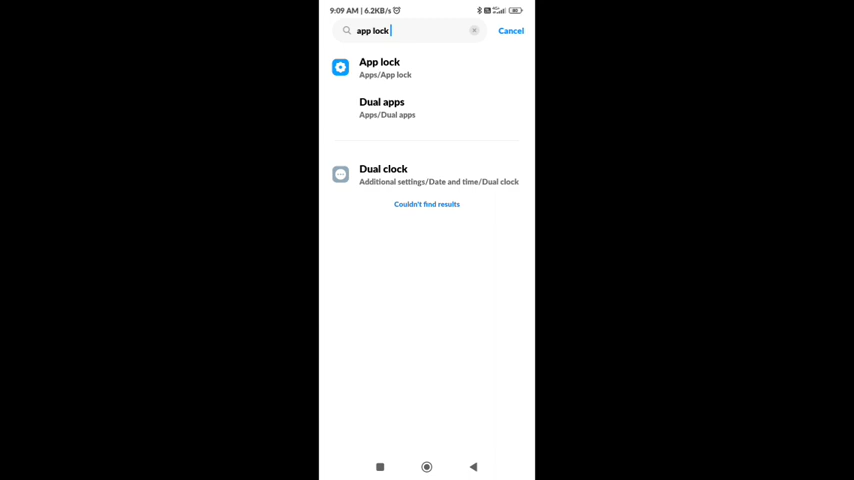 9:09 AM | 6.2KB/s
app lock
Cancel
App lock
Apps/App lock
Dual apps
Apps/Dual apps
Dual clock
Additional settings/Date and time/Dual clock
Couldn't find results